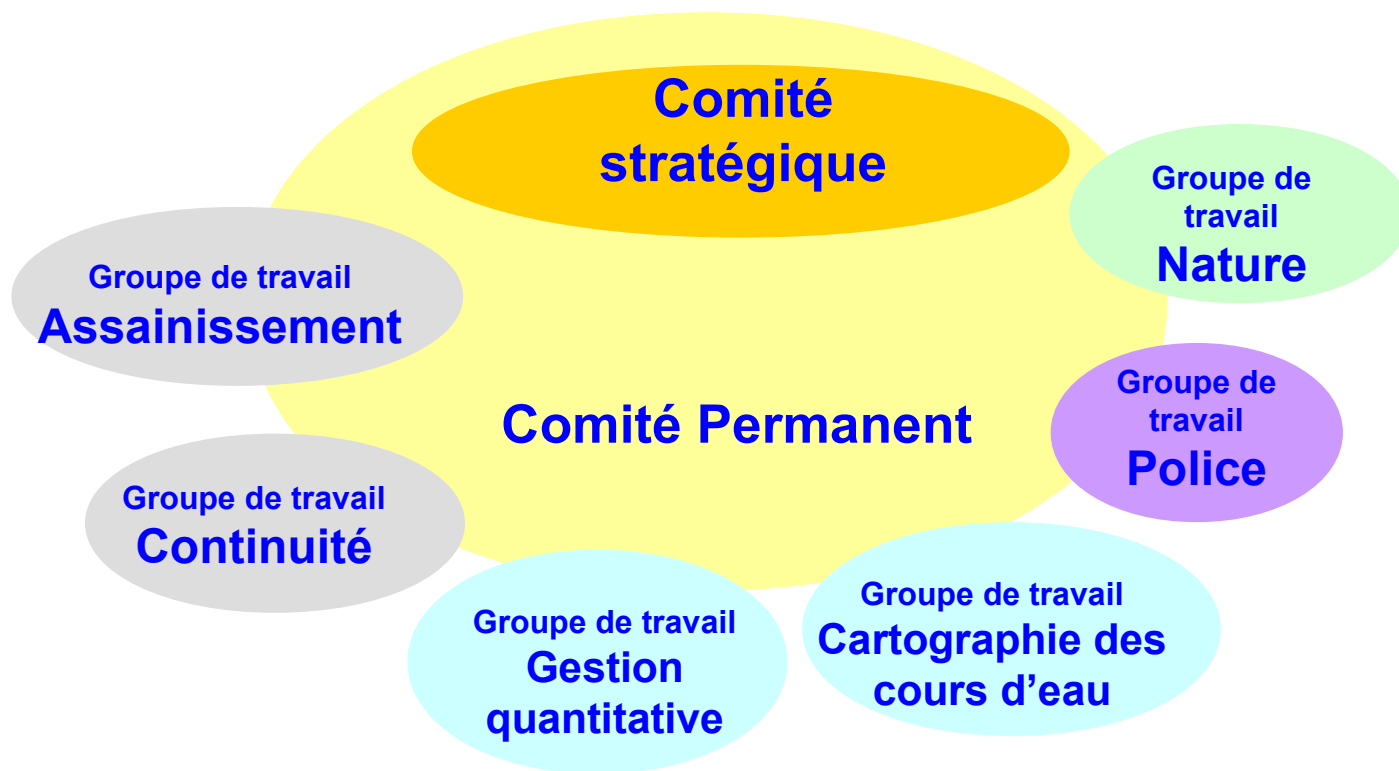 Comité
stratégique
Groupe de
travail
Nature
Groupe de travail
Assainissement
Comité Permanent
Groupe de
travail
Police
Groupe de travail
Continuité
Groupe de travail
Cartographie des
cours d’eau
Groupe de travail
Gestion
quantitative